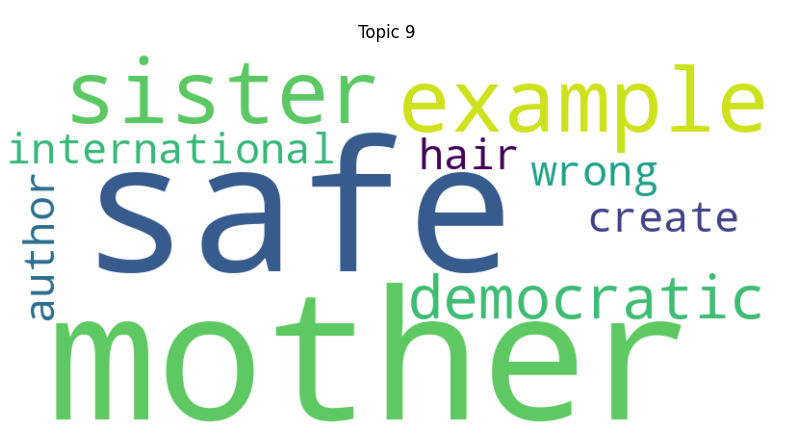 Topic 9
sister
example
international
hair
wrong
safe
author
create
democratic
mother